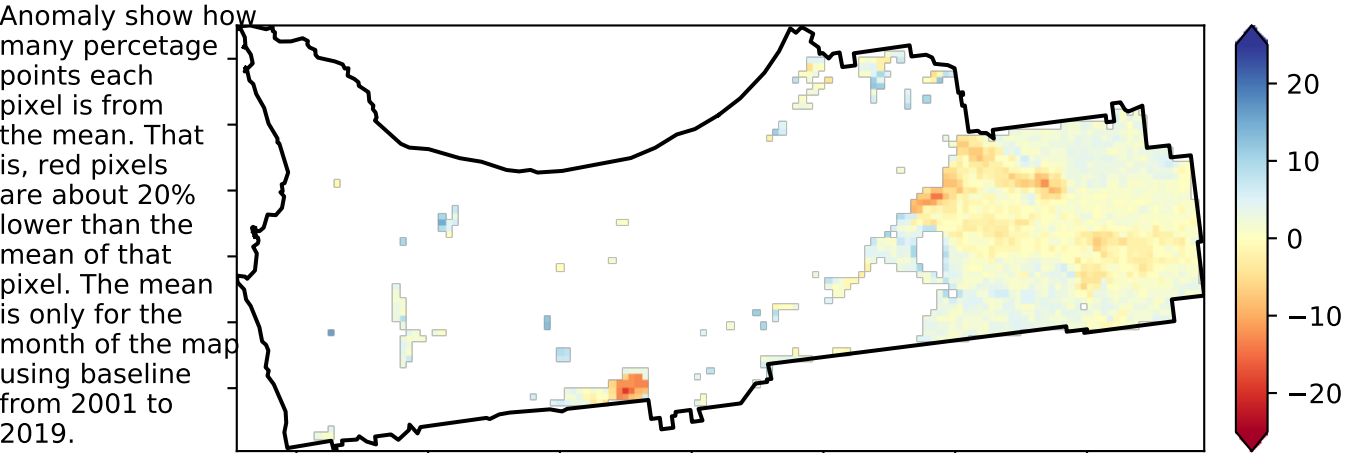 Anomaly show how
many percetage
points each
pixel is from
the mean. That
is, red pixels
are about 20%
lower than the
mean of that
pixel. The mean
is only for the
month of the map
using baseline
from 2001 to
2019.
20
10
0
−10
−20